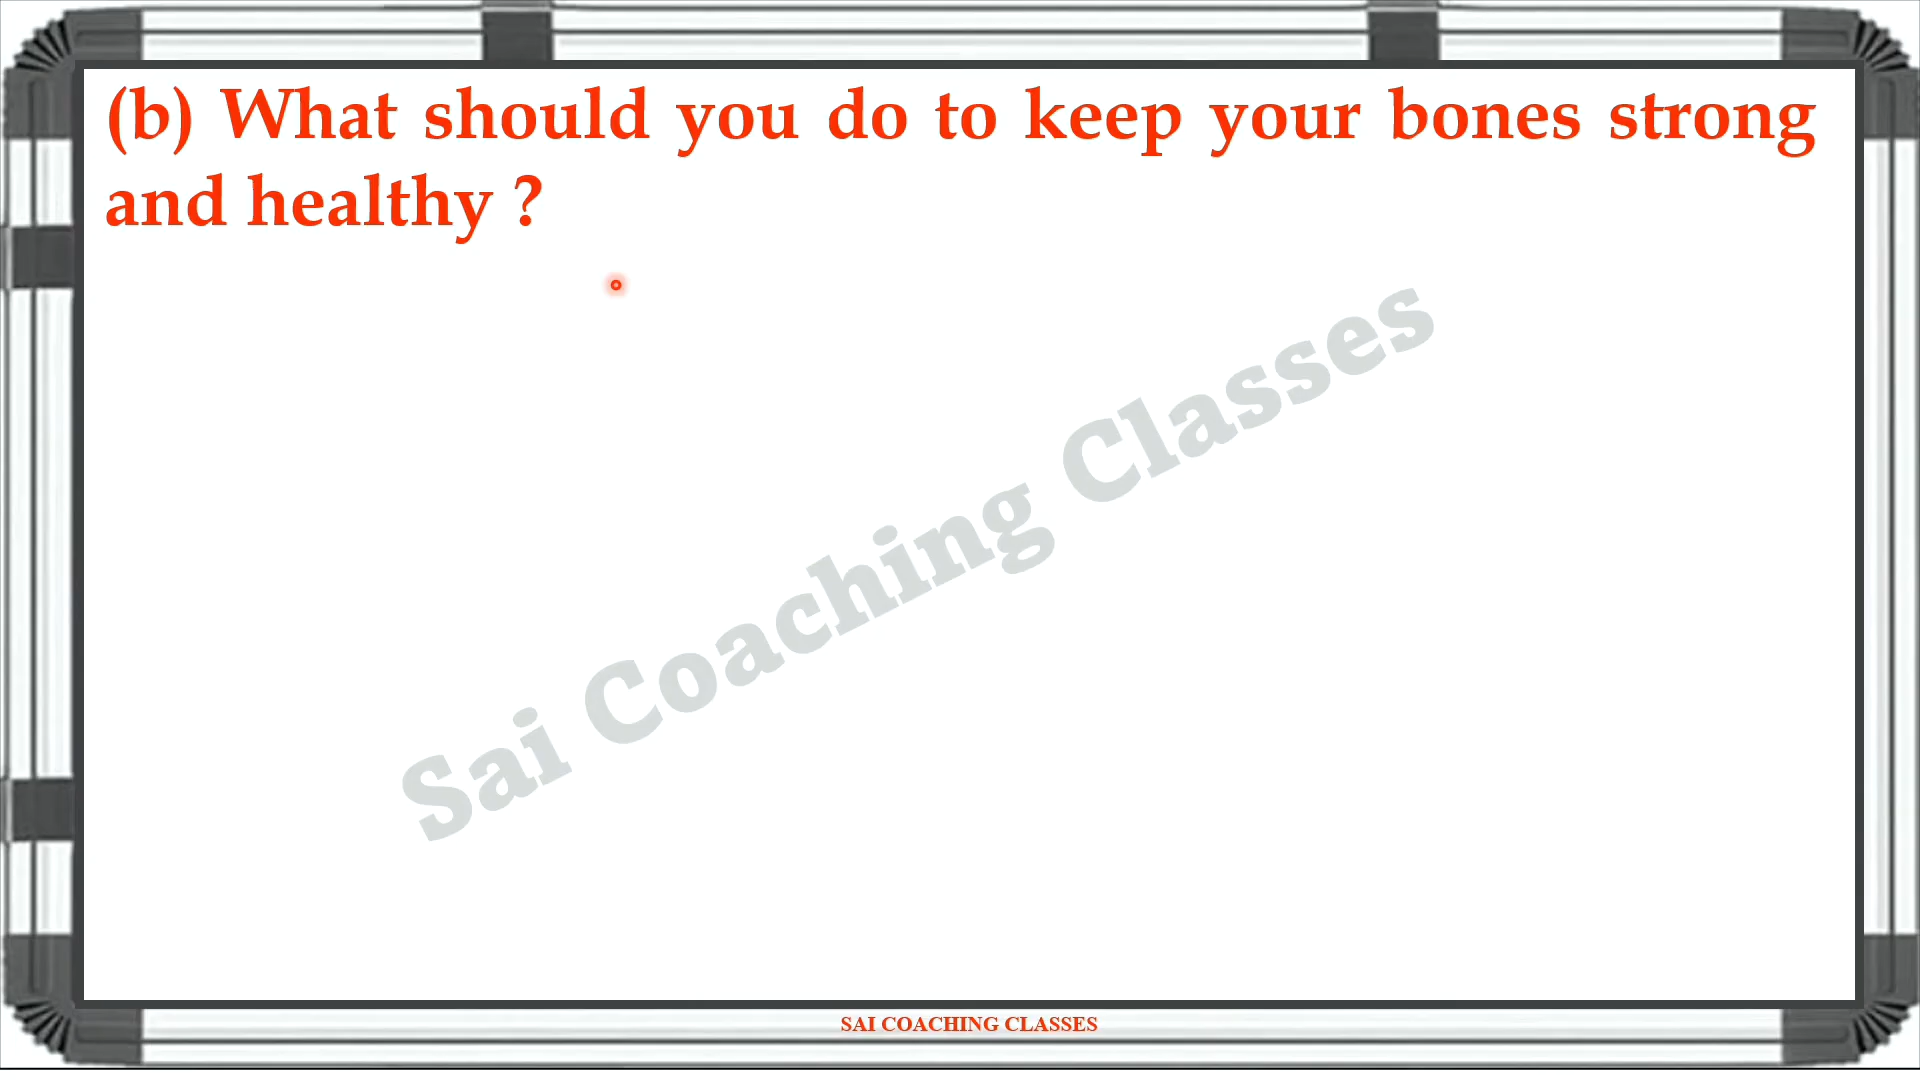 (b) What should you do to keep your bones strong
and healthy ?
Sai Coaching Classes
SAI COACHING CLASSES